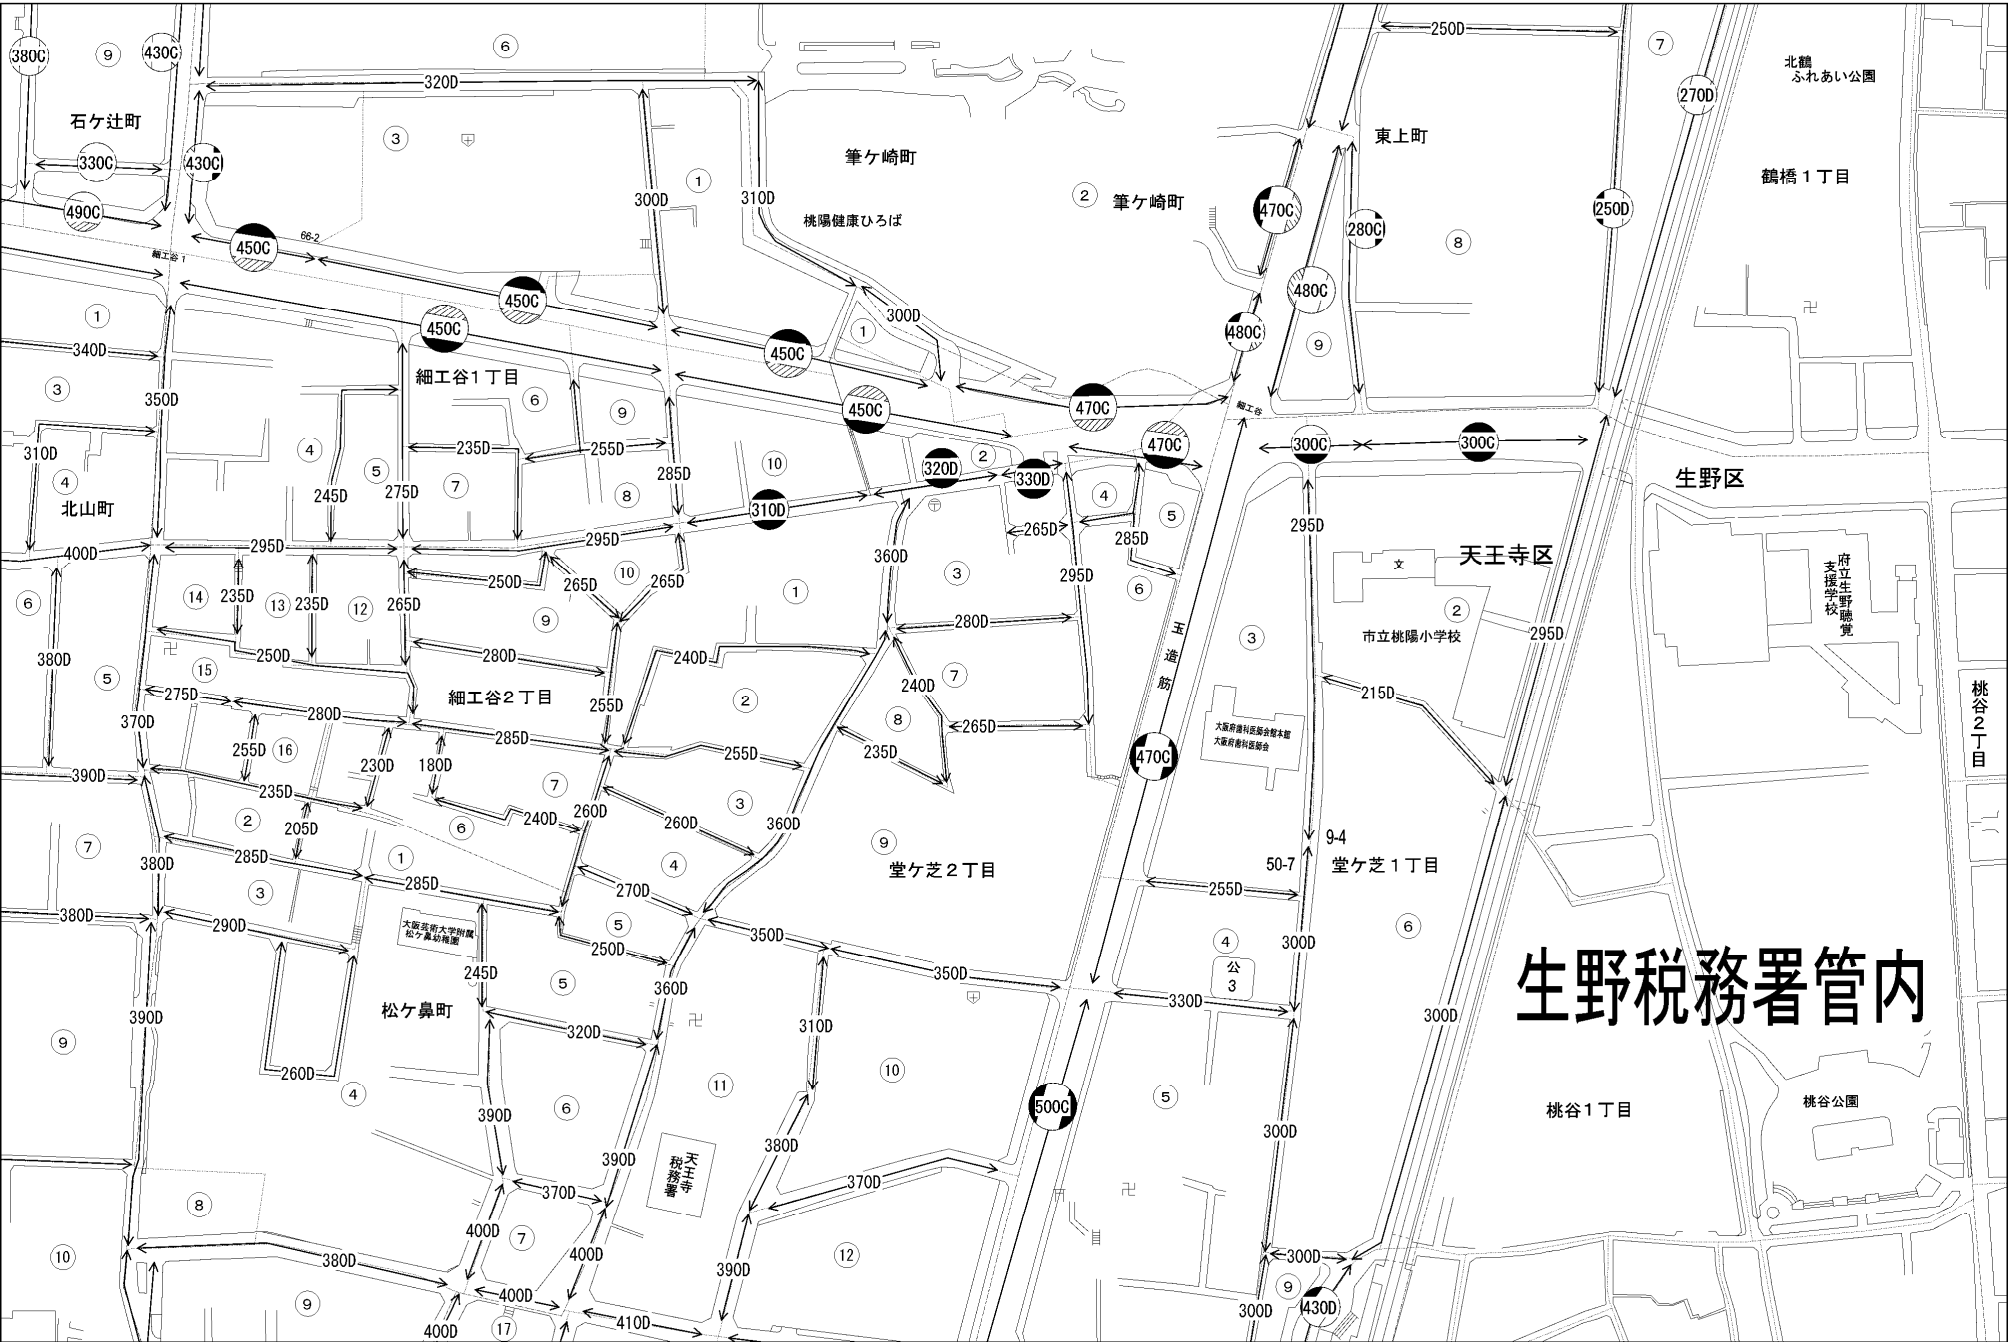 380C
⑨
430C
⑥
320D
250D
⑦
270D
北鶴
ふれあい公園
石ケ辻町
330C
430C
③
①
300D
310D
筆ケ崎町
②
筆ケ崎町
東上町
鶴橋1丁目
490C
450C
66-2
細工谷1
桃陽健康ひろば
470C
280C
⑧
250D
450C
480C
300D
①
480C
⑨
①
340D
450C
450C
③
350D
細工谷1丁目
⑥
⑨
450C
470C
細工谷
310D
④
④
⑤
235D
255D
⑩
②
470C
300C
300C
北山町
245D
275D
⑦
⑧
285D
310D
320D
330D
④
⑤
生野区
400D
295D
295D
360D
265D
285D
295D
天王寺区
文
⑥
⑭
235D
⑬
235D
⑫
265D
250D
265D
⑩
265D
①
③
295D
⑥
②
市立桃陽小学校
295D
府立生野聴覚
支援学校
380D
250D
⑨
280D
280D
240D
③
玉造筋
⑤
⑮
275D
細工谷2丁目
255D
②
240D
⑦
215D
桃谷2丁目
370D
280D
285D
255D
⑧
265D
235D
大阪府歯科医師会館本館
大阪府歯科医師会
255D
⑯
230D
180D
470C
390D
235D
⑦
②
205D
⑥
240D
260D
260D
③
360D
⑦
380D
285D
①
285D
④
⑨
堂ケ芝2丁目
9-4
50-7
堂ケ芝1丁目
③
270D
255D
380D
290D
大阪芸術大学附属
松ケ鼻幼稚園
⑤
250D
350D
300D
⑥
④
公
3
245D
⑤
360D
350D
330D
生野税務署管内
390D
松ケ鼻町
320D
310D
300D
⑨
260D
④
390D
⑥
⑪
⑩
500C
⑤
桃谷1丁目
桃谷公園
390D
380D
300D
天王寺
税務署
370D
370D
⑧
400D
⑦
400D
⑩
380D
390D
⑫
300D
⑨
400D
400D
⑰
410D
⑨
300D
430D